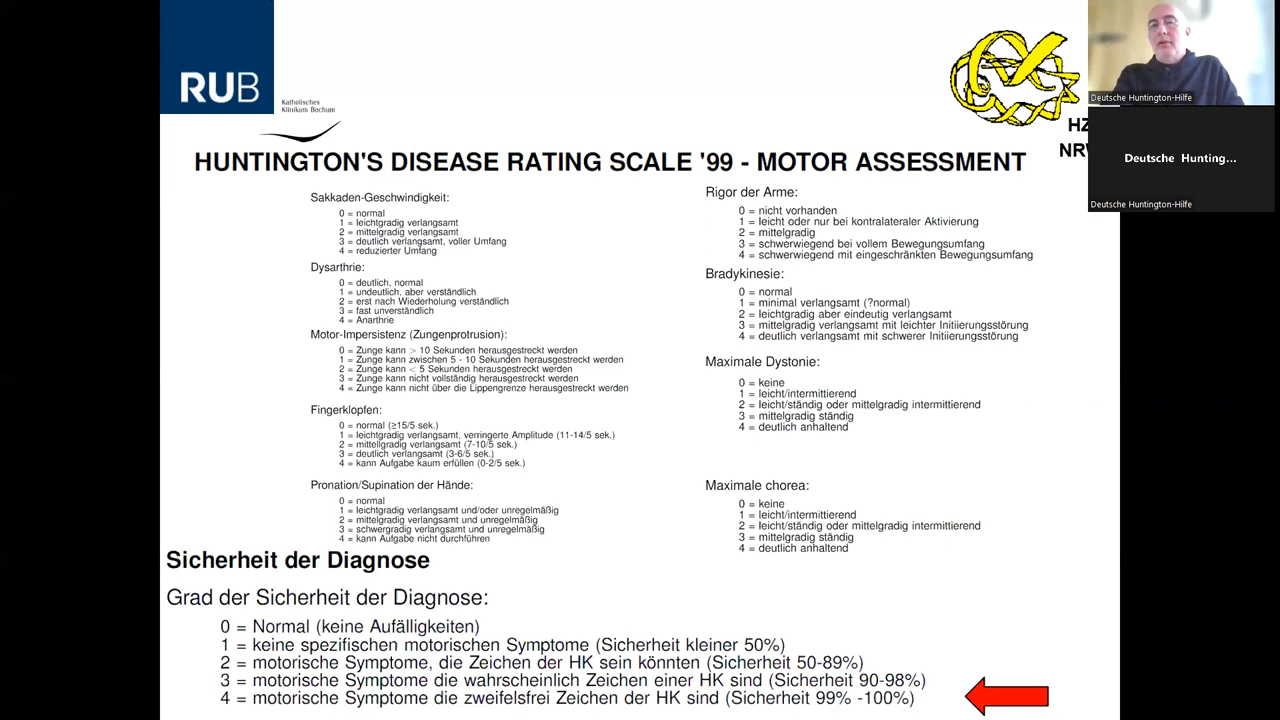 RUB
Katholisches
Klinikum Bochum
HZ
NRW
HUNTINGTON'S DISEASE RATING SCALE '99 - MOTOR ASSESSMENT
Sakkaden-Geschwindigkeit:
0 = normal
1 = leichtgradig verlangsamt
2 = mittelgradig verlangsamt
3 = deutlich verlangsamt, voller Umfang
4 = reduzierter Umfang
Dysarthrie:
0 = deutlich, normal
1 = undeutlich, aber verständlich
2 = erst nach Wiederholung verständlich
3 = fast unverständlich
4 = Anarthrie
Motor-Impersistenz (Zungenprotrusion):
0 = Zunge kann > 10 Sekunden herausgestreckt werden
1 = Zunge kann zwischen 5 - 10 Sekunden herausgestreckt werden
2 = Zunge kann < 5 Sekunden herausgestreckt werden
3 = Zunge kann nicht vollständig herausgestreckt werden
4 = Zunge kann nicht über die Lippengrenze herausgestreckt werden
Fingerklopfen:
0 = normal (≥15/5 sek.)
1 = leichtgradig verlangsamt, verringerte Amplitude (11-14/5 sek.)
2 = mittellgradig verlangsamt (7-10/5 sek.)
3 = deutlich verlangsamt (3-6/5 sek.)
4 = kann Aufgabe kaum erfüllen (0-2/5 sek.)
Pronation/Supination der Hände:
0 = normal
1 = leichtgradig verlangsamt und/oder unregelmäßig
2 = mittelgradig verlangsamt und unregelmäßig
3 = schwergradig verlangsamt und unregelmäßig
4 = kann Aufgabe nicht durchführen
Rigor der Arme:
0 = nicht vorhanden
1 = leicht oder nur bei kontralateraler Aktivierung
2 = mittelgradig
3 = schwerwiegend bei vollem Bewegungsumfang
4 = schwerwiegend mit eingeschränkten Bewegungsumfang
Bradykinesie:
0 = normal
1 = minimal verlangsamt (?normal)
2 = leichtgradig aber eindeutig verlangsamt
3 = mittelgradig verlangsamt mit leichter Initiierungsstörung
4 = deutlich verlangsamt mit schwerer Initiierungsstörung
Maximale Dystonie:
0 = keine
1 = leicht/intermittierend
2 = leicht/ständig oder mittelgradig intermittierend
3 = mittelgradig ständig
4 = deutlich anhaltend
Maximale chorea:
0 = keine
1 = leicht/intermittierend
2 = leicht/ständig oder mittelgradig intermittierend
3 = mittelgradig ständig
4 = deutlich anhaltend
Sicherheit der Diagnose
Grad der Sicherheit der Diagnose:
0 = Normal (keine Aufälligkeiten)
1 = keine spezifischen motorischen Symptome (Sicherheit kleiner 50%)
2 = motorische Symptome, die Zeichen der HK sein könnten (Sicherheit 50-89%)
3 = motorische Symptome die wahrscheinlich Zeichen einer HK sind (Sicherheit 90-98%)
4 = motorische Symptome die zweifelsfrei Zeichen der HK sind (Sicherheit 99% -100%)
Deutsche Huntington-Hilfe
Deutsche Hunting...
Deutsche Huntington-Hilfe